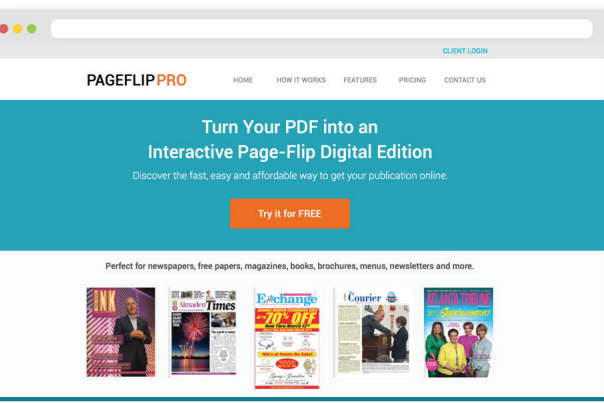 CLIENT LOGIN
PAGEFLIPPRO
HOME HOW IT WORKS FEATURES PRICING CONTACT US
Turn Your PDF into an
Interactive Page-Flip Digital Edition
Discover the fast, easy and affordable way to get your publication online.
Try it for FREE
Perfect for newspapers, free papers, magazines, books, brochures, menus, newsletters and more.
INK
Almaden Times
Exchange
70% OFF
Courier
ATLANTA TRIBUNE
Superwomen